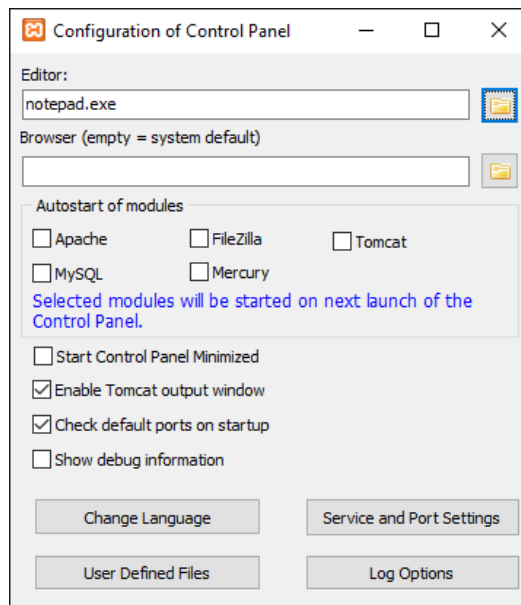 Configuration of Control Panel
Editor:
notepad.exe
Browser (empty = system default)
Autostart of modules
Apache
FileZilla
Tomcat
MySQL
Mercury
Selected modules will be started on next launch of the
Control Panel.
Start Control Panel Minimized
Enable Tomcat output window
Check default ports on startup
Show debug information
Change Language
Service and Port Settings
User Defined Files
Log Options